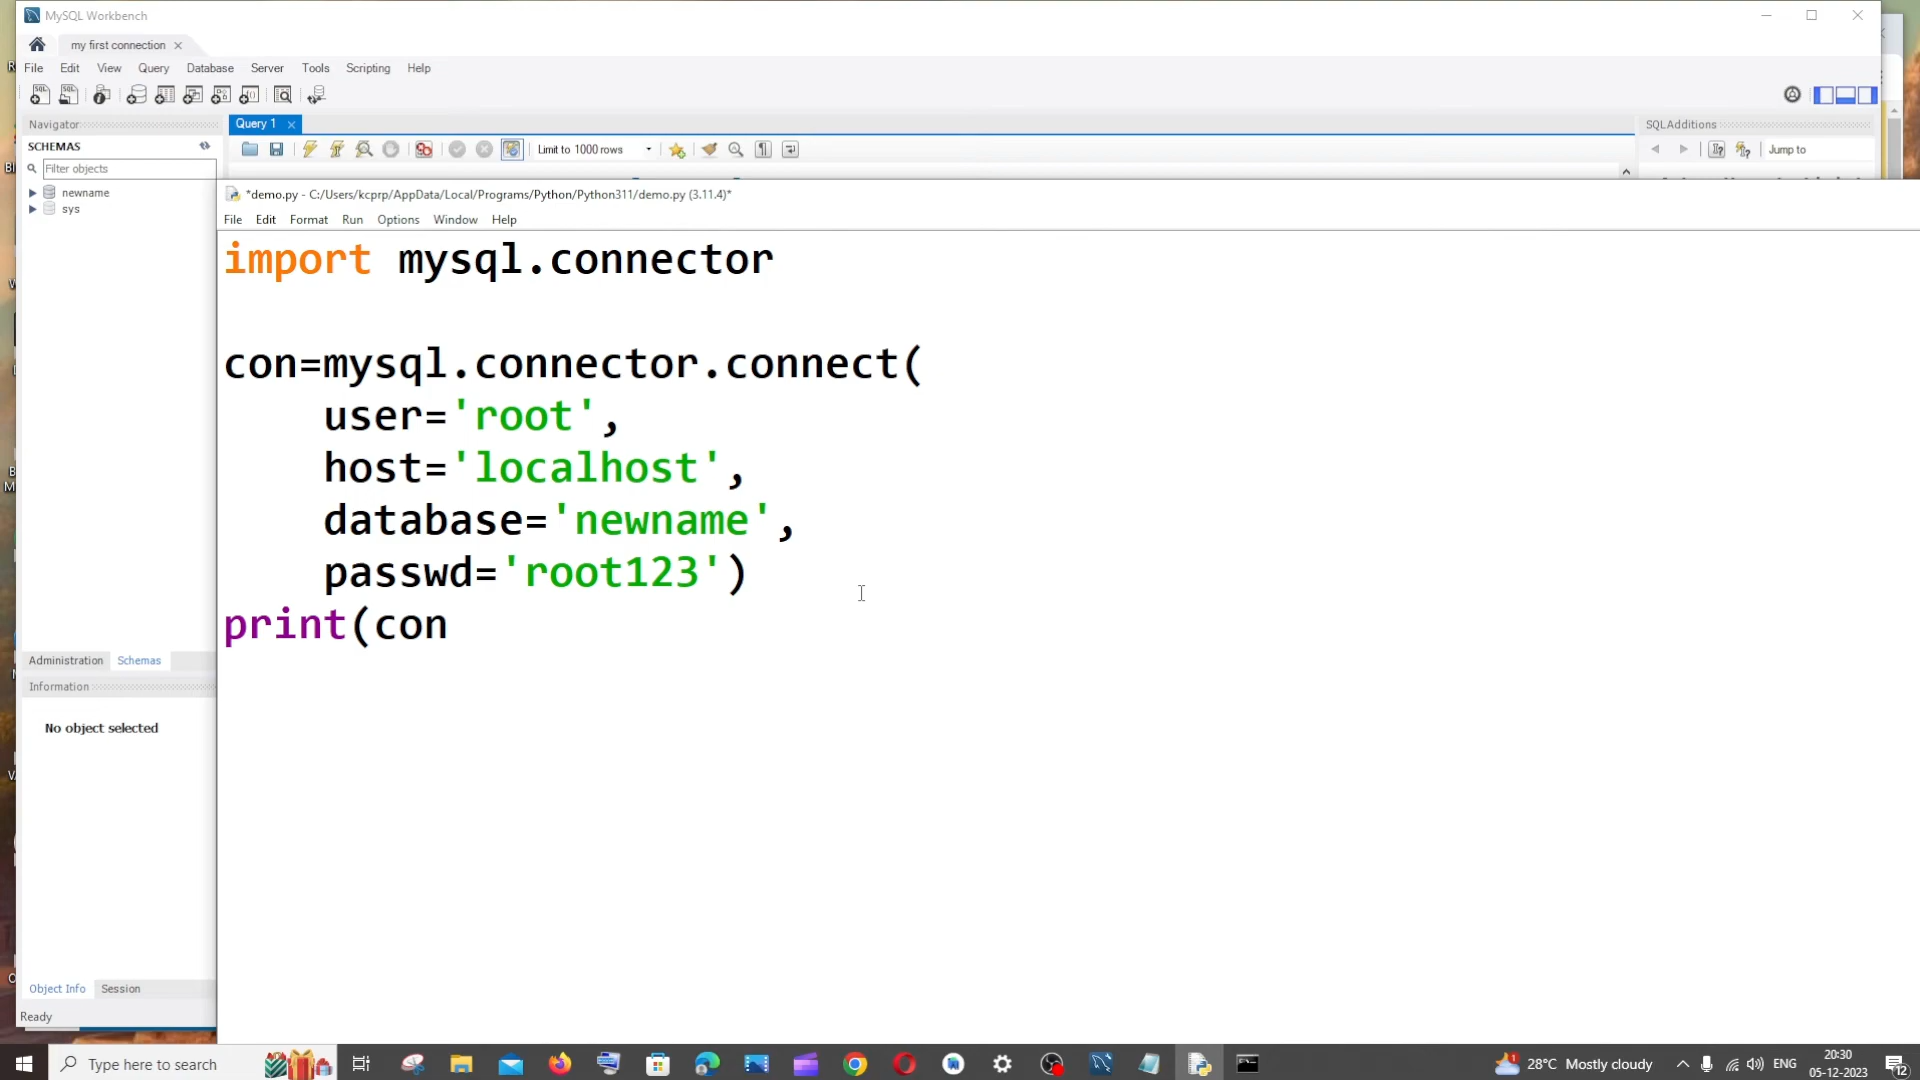 MySQL Workbench
my first connection
File Edit View Query Database Server Tools Scripting Help
Navigator
Query 1
SQLAdditions
SCHEMAS
Limit to 1000 rows
Jump to
Filter objects
newname
sys
*demo.py - C:/Users/kcprp/AppData/Local/Programs/Python/Python311/demo.py (3.11.4)*
File Edit Format Run Options Window Help
import mysql.connector
con=mysql.connector.connect(
user='root',
host='localhost',
database='newname',
passwd='root123')
print(con
Administration Schemas
Information
No object selected
Object Info Session
Ready
Type here to search
28°C Mostly cloudy
ENG
20:30
05-12-2023
12